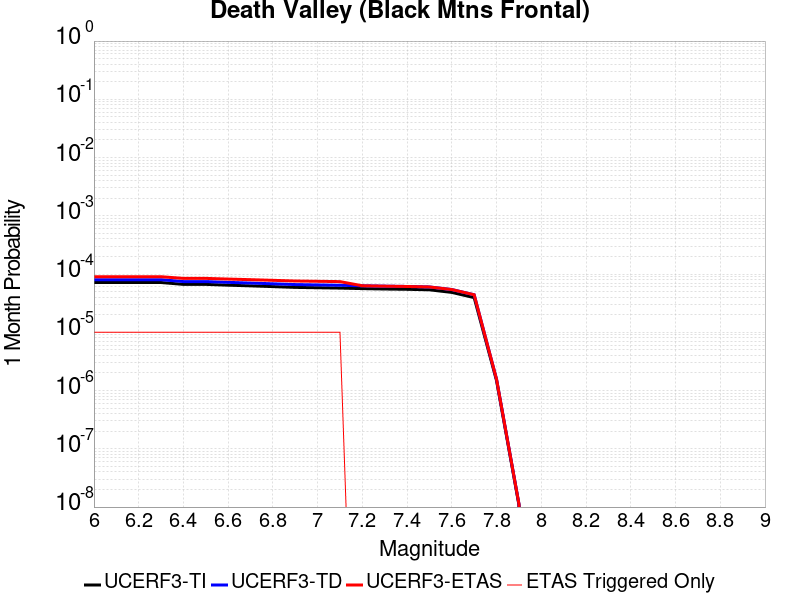 Death Valley (Black Mtns Frontal)
10^0
10^-1
10^-2
10^-3
10^-4
10^-5
10^-6
10^-7
10^-8
1 Month Probability
6 6.2 6.4 6.6 6.8 7 7.2 7.4 7.6 7.8 8 8.2 8.4 8.6 8.8 9
Magnitude
UCERF3-TI UCERF3-TD UCERF3-ETAS ETAS Triggered Only